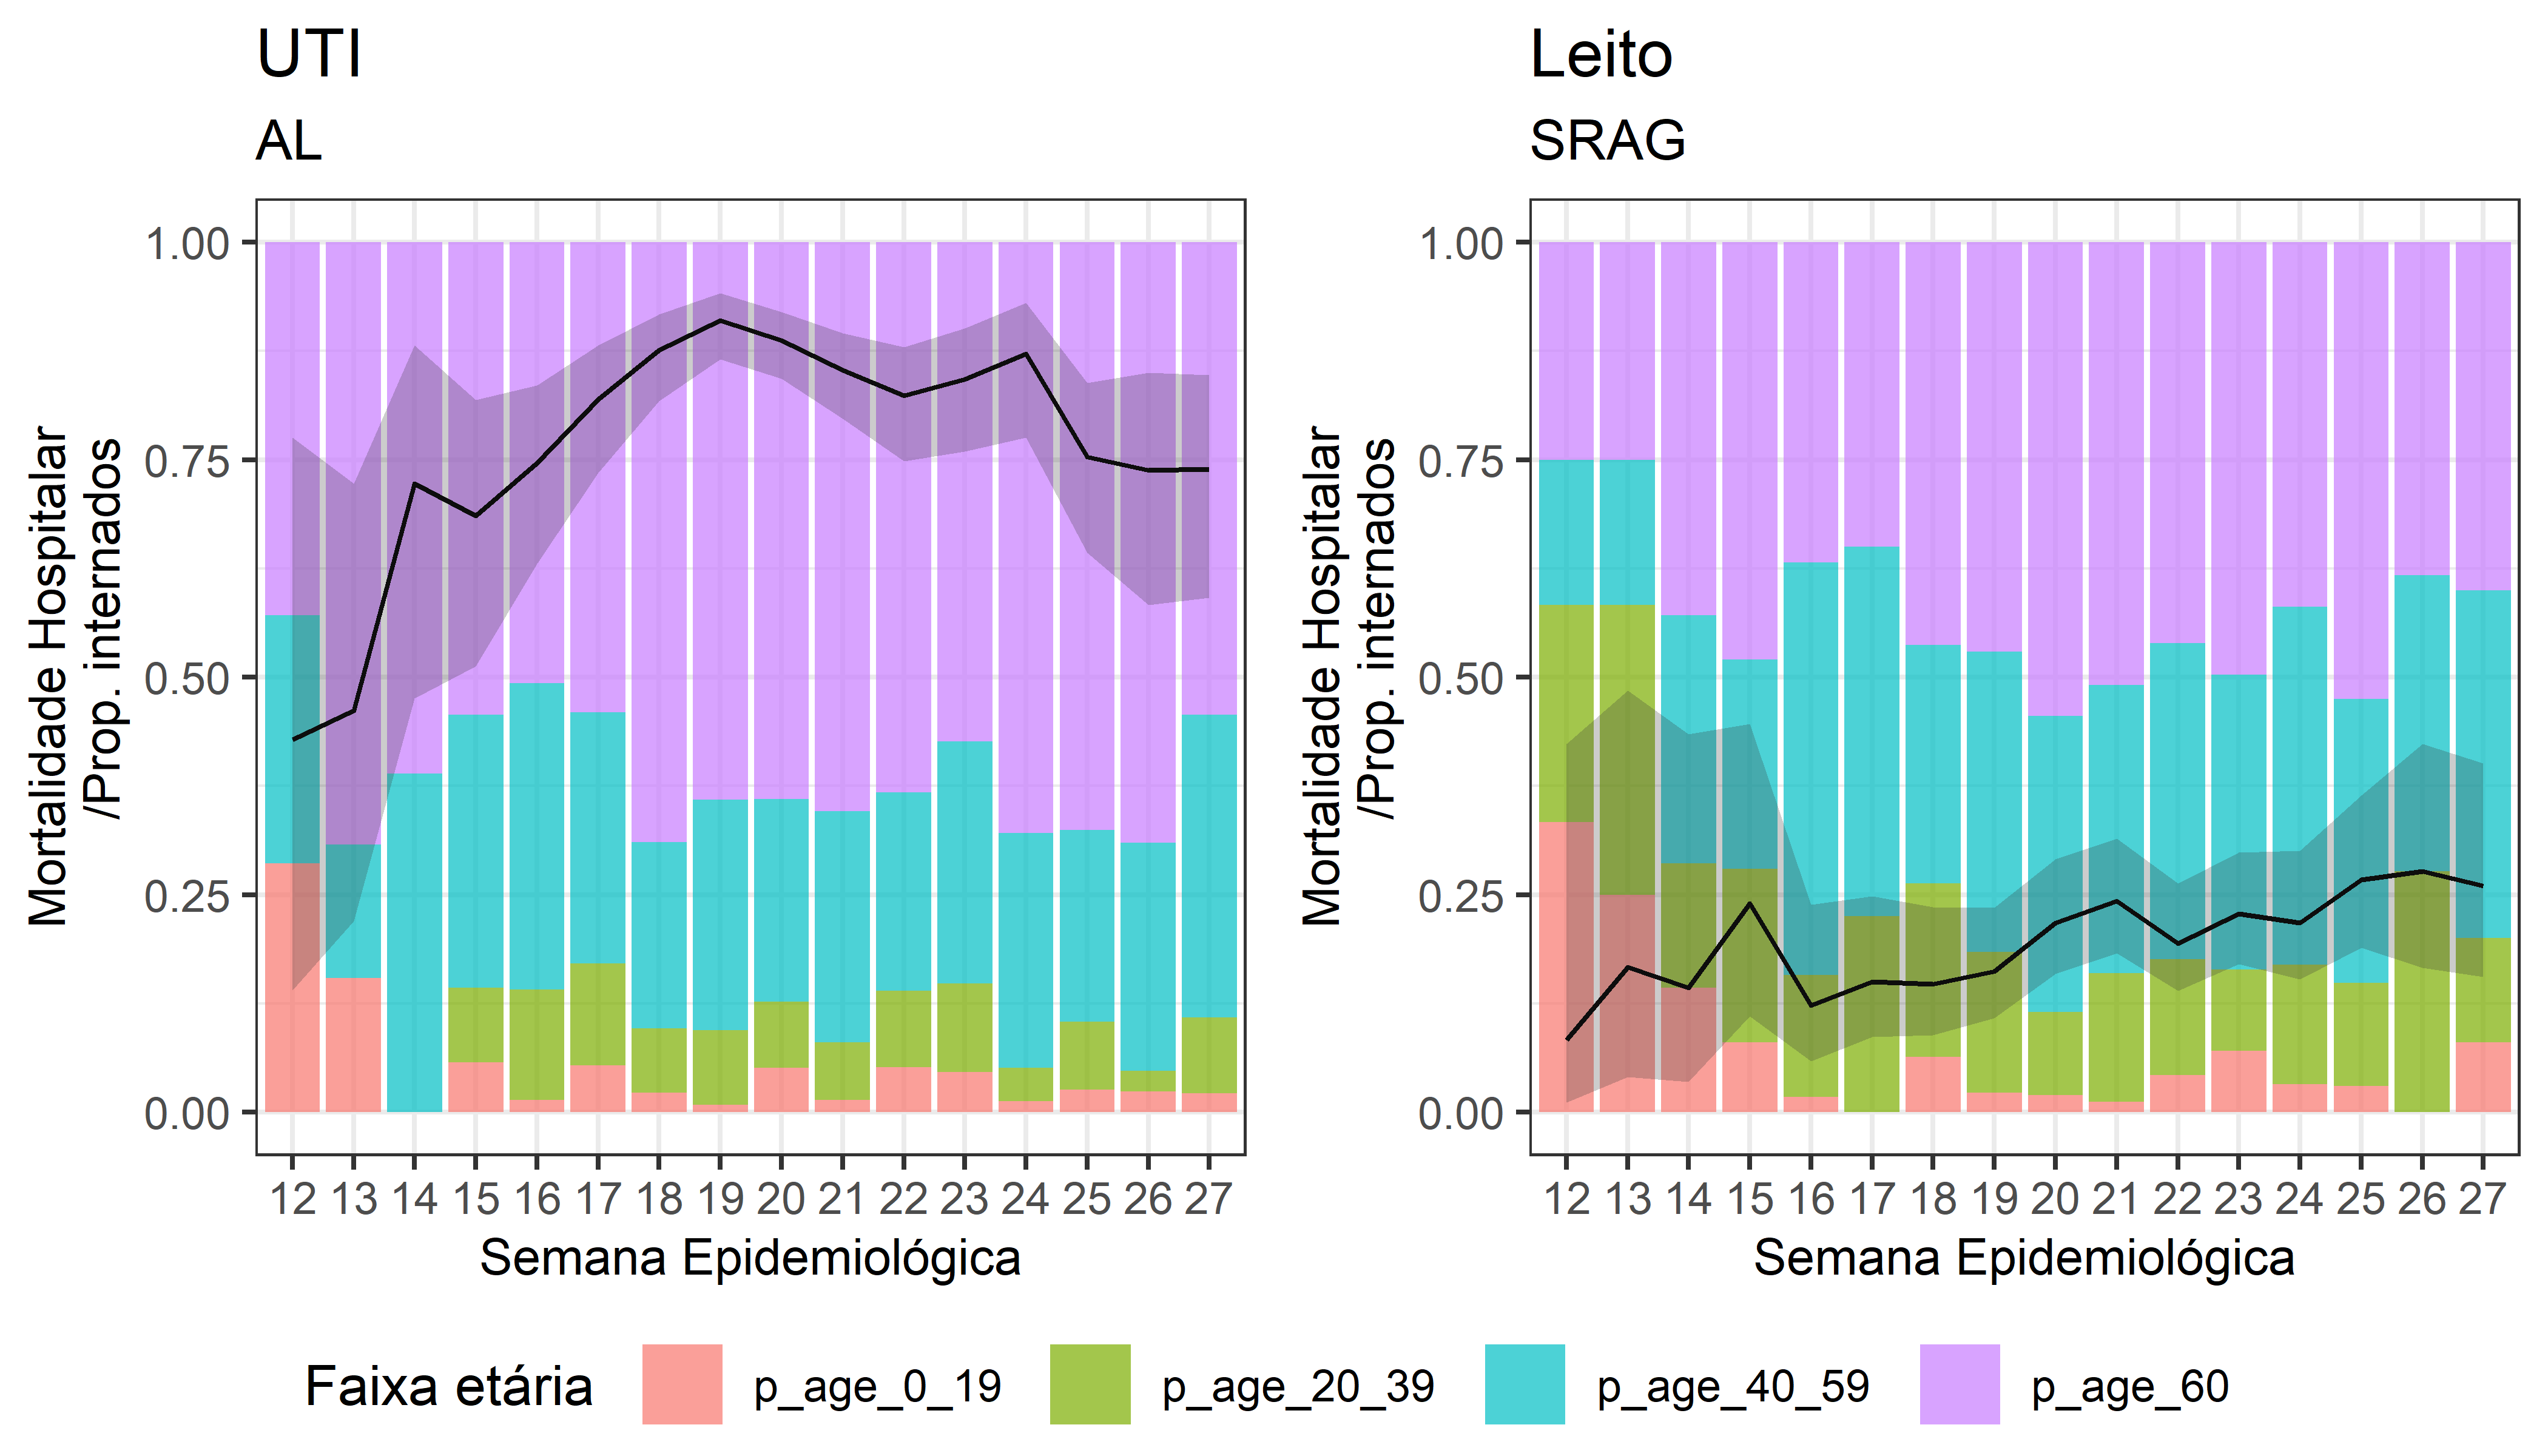 UTI
AL
Mortalidade Hospitalar
/Prop. internados
1.00
0.75
0.50
0.25
0.00
12 13 14 15 16 17 18 19 20 21 22 23 24 25 26 27
Semana Epidemiológica
Leito
SRAG
Mortalidade Hospitalar
/Prop. internados
1.00
0.75
0.50
0.25
0.00
12 13 14 15 16 17 18 19 20 21 22 23 24 25 26 27
Semana Epidemiológica
Faixa etária p_age_0_19 p_age_20_39 p_age_40_59 p_age_60